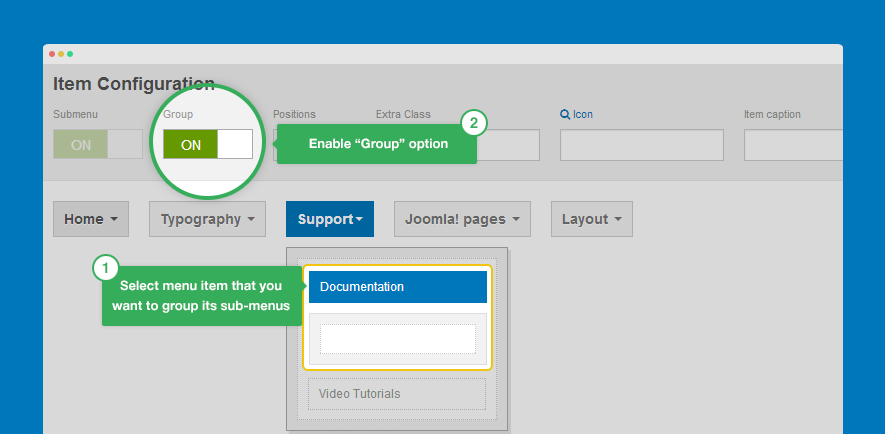 Item Configuration
Submenu Group Positions Extra Class Icon Item caption
ON ON
2
Enable “Group” option
Home Typography Support Joomla! pages Layout
1
Select menu item that you
want to group its sub-menus
Documentation
Video Tutorials